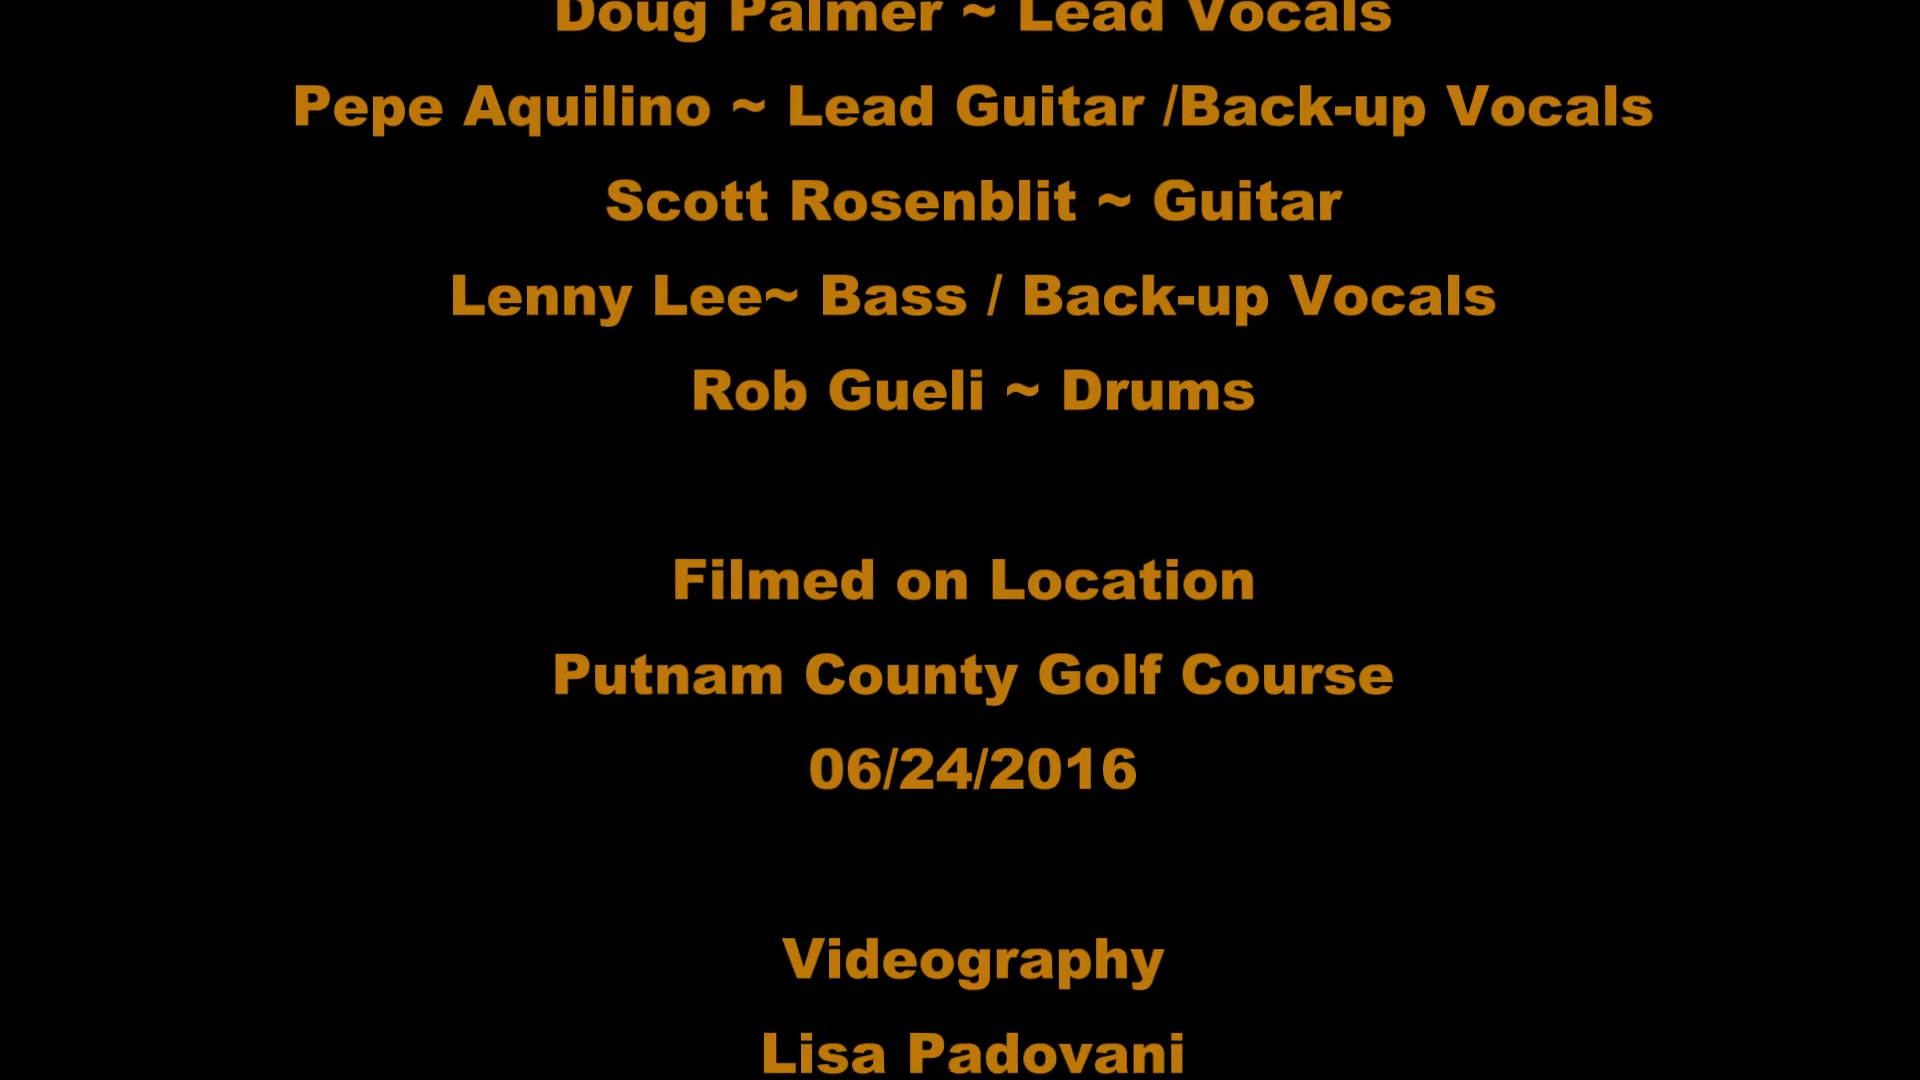 Doug Palmer ~ Lead Vocals
Pepe Aquilino ~ Lead Guitar /Back-up Vocals
Scott Rosenblit ~ Guitar
Lenny Lee~ Bass / Back-up Vocals
Rob Gueli ~ Drums
Filmed on Location
Putnam County Golf Course
06/24/2016
Videography
Lisa Padovani